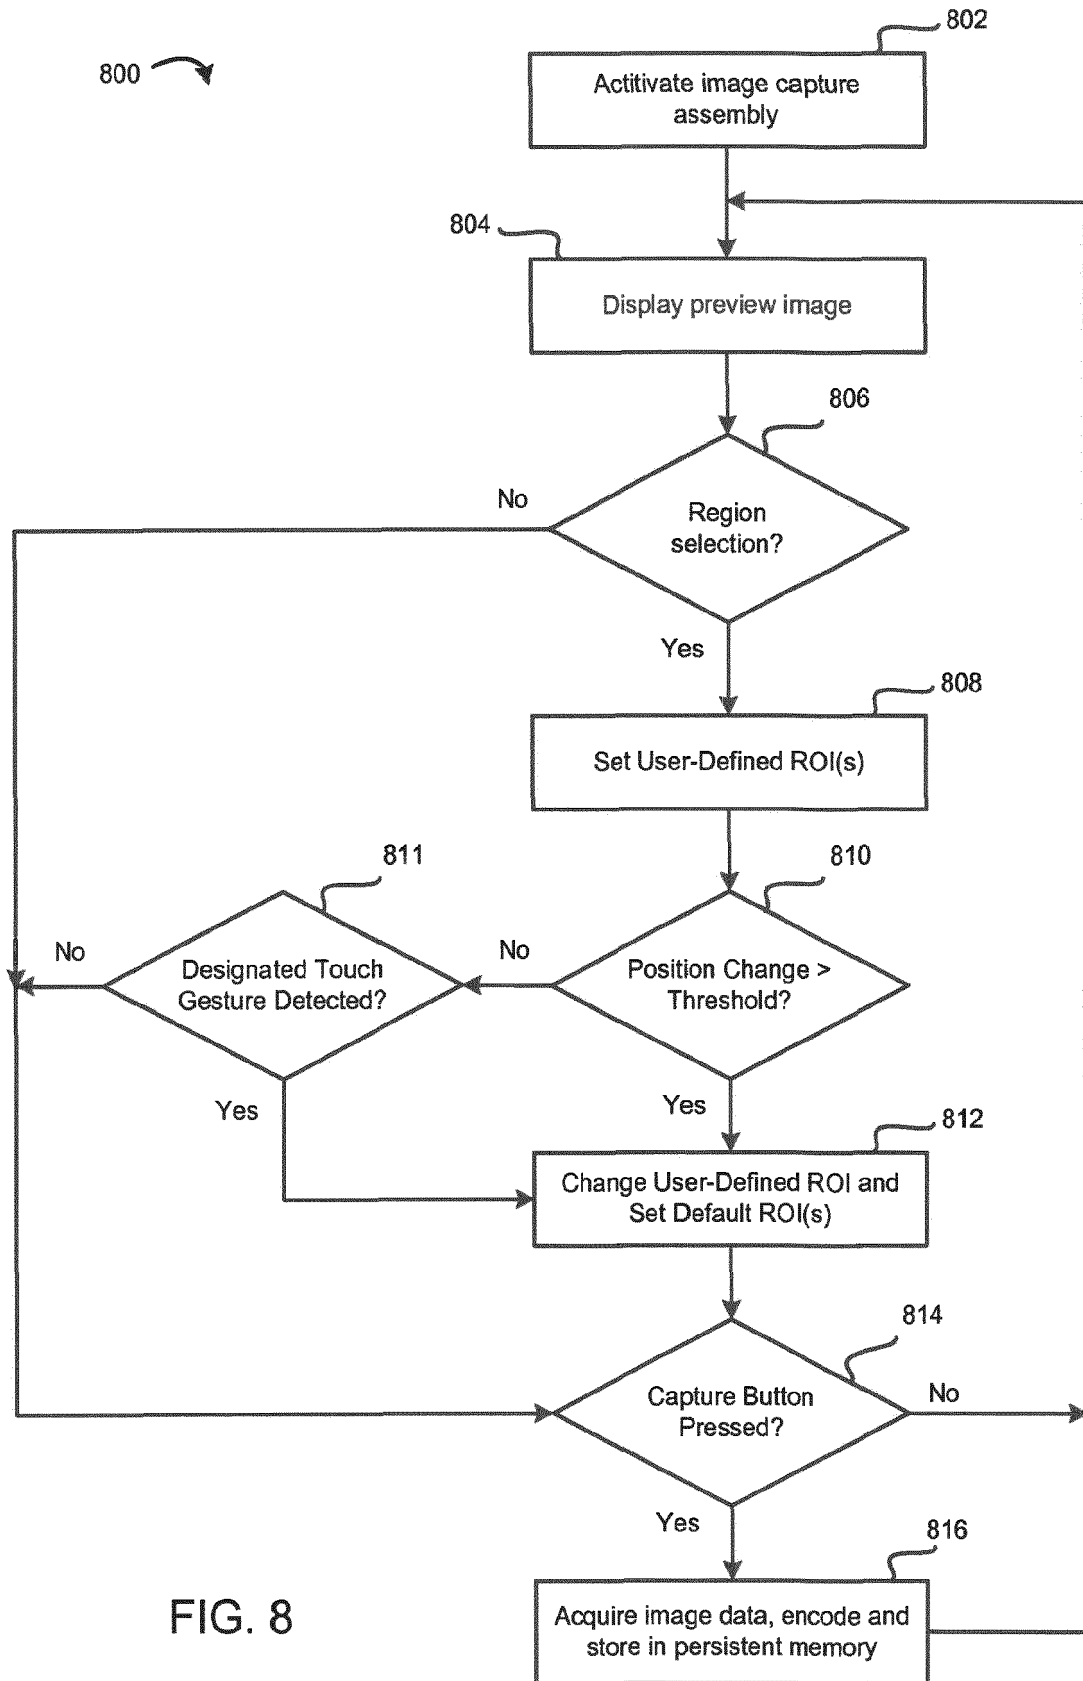 800
802
Actitivate image capture
assembly
804
Display preview image
806
No
Region
selection?
Yes
808
Set User-Defined ROI(s)
811
810
No
Designated Touch
Gesture Detected?
No
Position Change >
Threshold?
Yes
Yes
812
Change User-Defined ROI and
Set Default ROI(s)
814
Capture Button
Pressed?
No
Yes
816
Acquire image data, encode and
store in persistent memory
FIG. 8